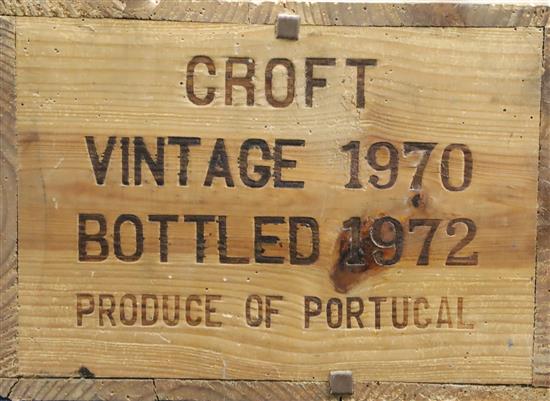 CROFT
VINTAGE 1970
BOTTLED 1972
PRODUCE OF PORTUGAL